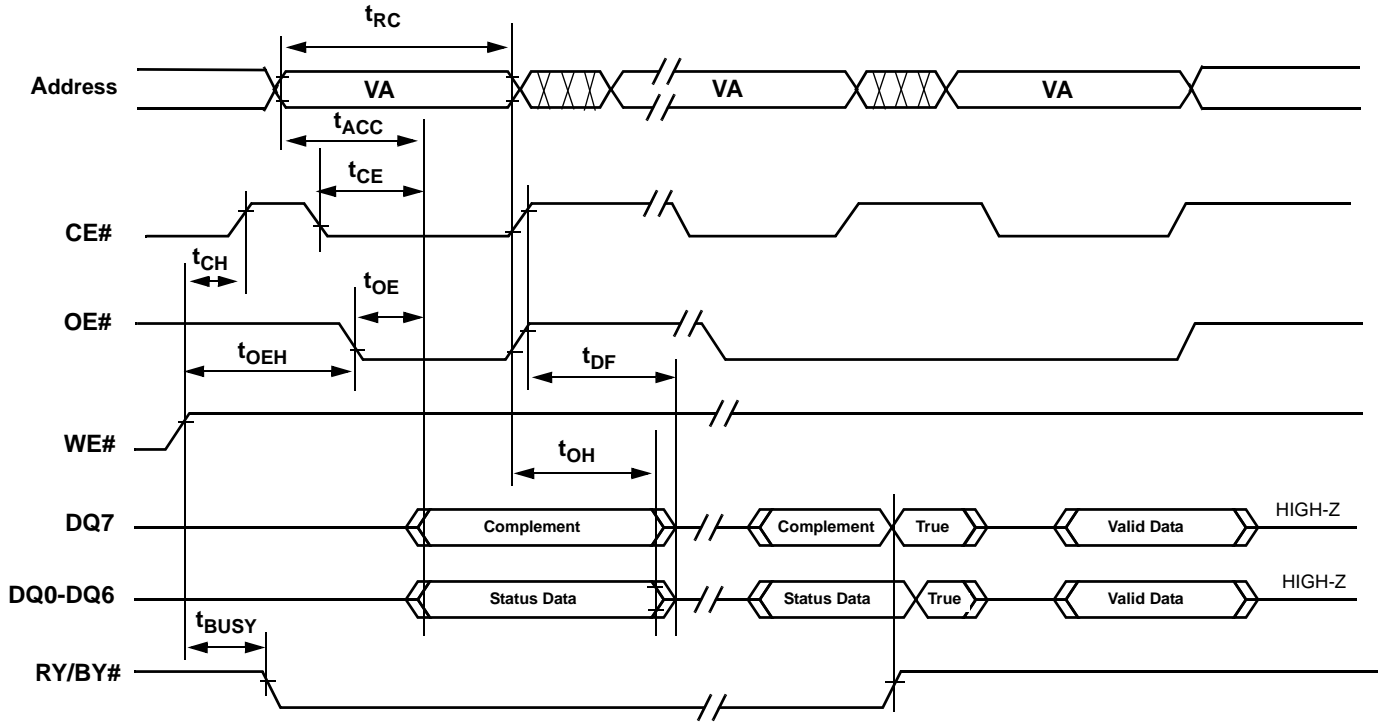 tRC
Address
VA
VA
VA
tACC
tCE
CE#
tCH
tOE
OE#
tOEH
tDF
WE#
tOH
DQ7
Complement
Complement
True
Valid Data
HIGH-Z
DQ0-DQ6
Status Data
Status Data
True
Valid Data
HIGH-Z
tBUSY
RY/BY#